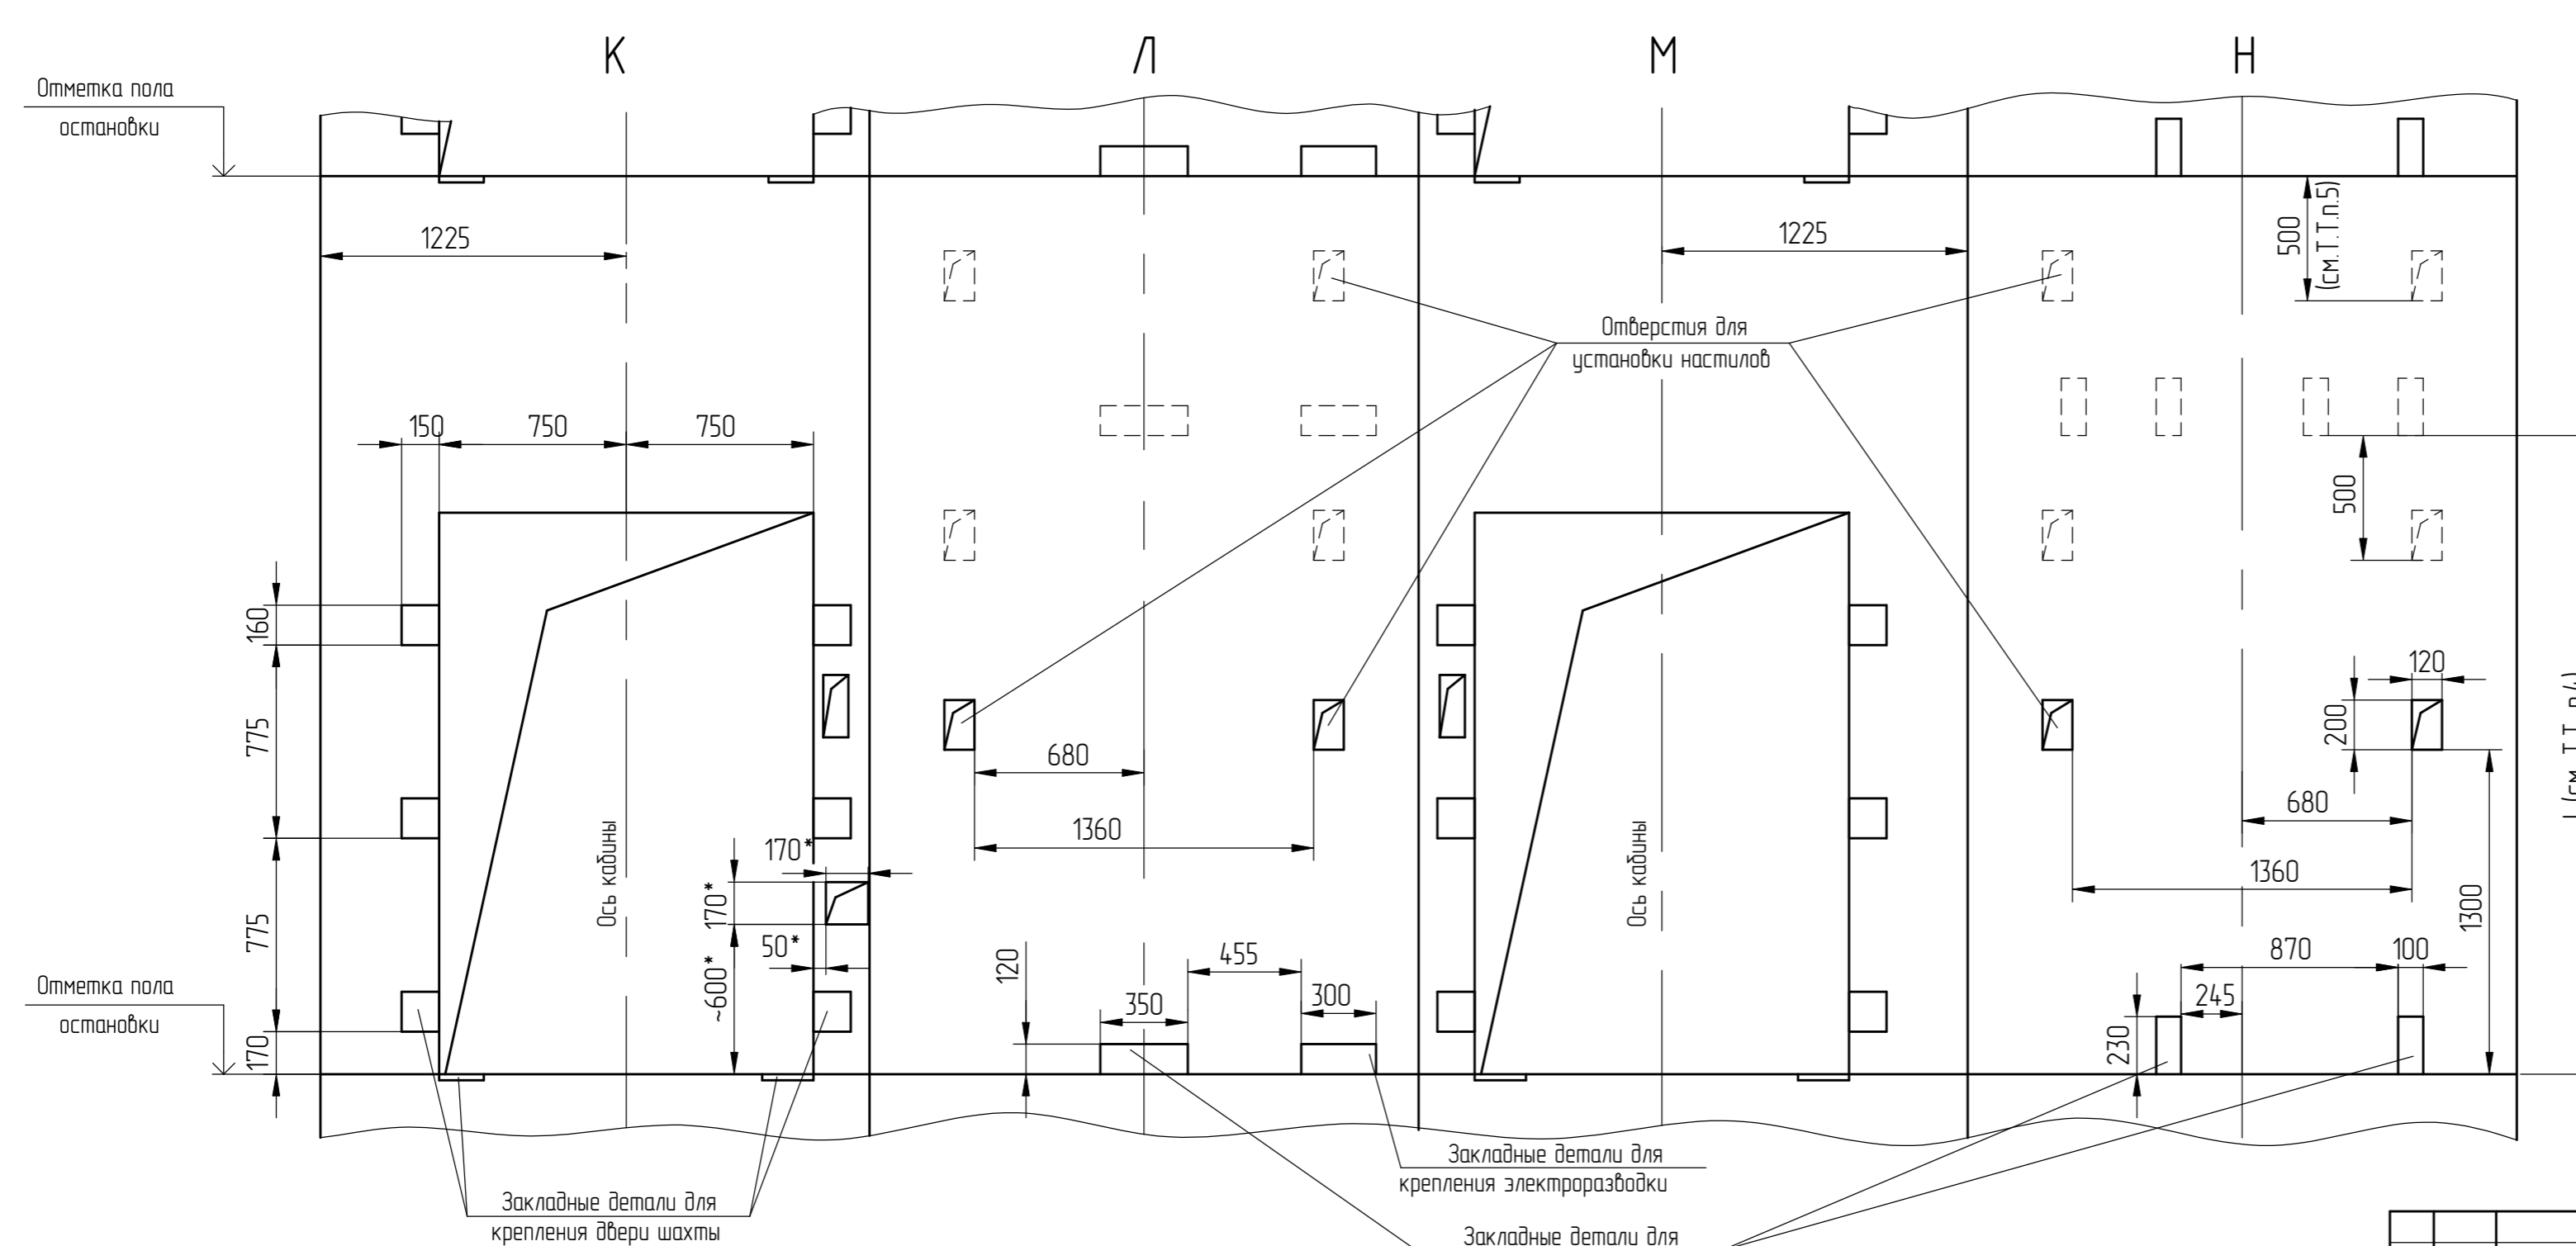 К
Л
М
Н
Отметка пола
остановки
1225
1225
500
(см.Т.Т.п.5)
Отверстия для
установки настилов
150
750
750
500
160
775
775
170
120
200
680
1360
680
1360
1300
170*
170*
50*
~600*
Ось кабины
Ось кабины
120
455
350
300
870
100
245
230
Отметка пола
остановки
Закладные детали для
крепления электроразводки
Закладные детали для
крепления двери шахты
Закладные детали для